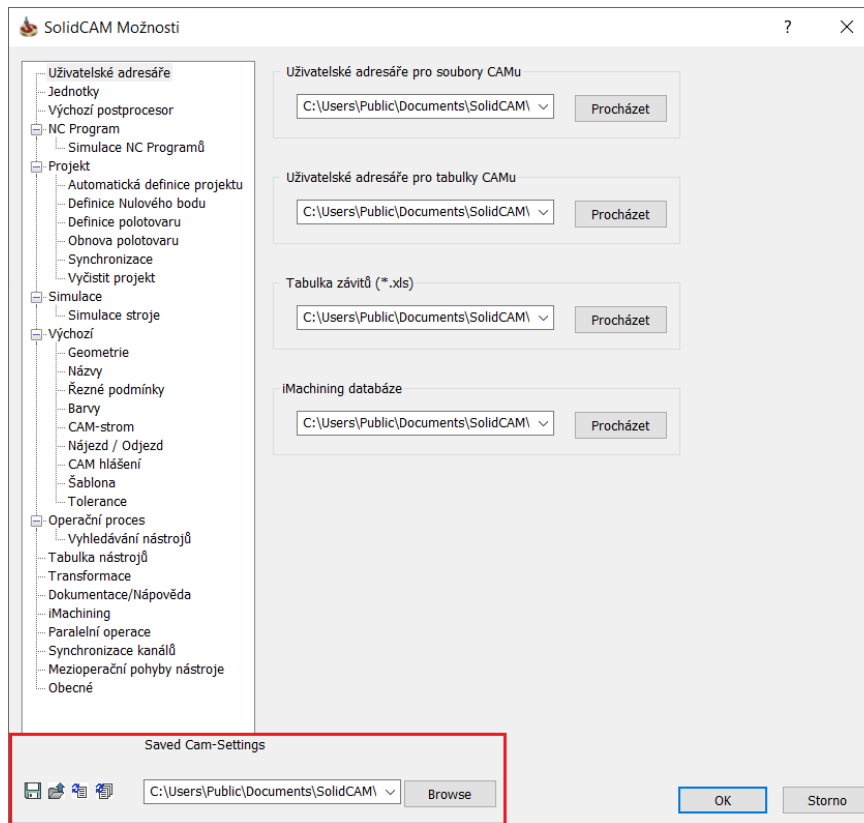 SolidCAM Možnosti
?
Uživatelské adresáře
Jednotky
Výchozí postprocesor
NC Program
Simulace NC Programů
Projekt
Automatická definice projektu
Definice Nulového bodu
Definice polotovaru
Obnova polotovaru
Synchronizace
Vyčistit projekt
Simulace
Simulace stroje
Výchozí
Geometrie
Názvy
Řezné podmínky
Barvy
CAM-strom
Nájezd / Odjezd
CAM hlášení
Šablona
Tolerance
Operační proces
Vyhledávání nástrojů
Tabulka nástrojů
Transformace
Dokumentace/Nápověda
iMachining
Paralelní operace
Synchronizace kanálů
Mezioperační pohyby nástroje
Obecné
Uživatelské adresáře pro soubory CAMu
C:\Users\Public\Documents\SolidCAM\ Procházet
Uživatelské adresáře pro tabulky CAMu
C:\Users\Public\Documents\SolidCAM\ Procházet
Tabulka závitů (*.xls)
C:\Users\Public\Documents\SolidCAM\ Procházet
iMachining databáze
C:\Users\Public\Documents\SolidCAM\ Procházet
Saved Cam-Settings
C:\Users\Public\Documents\SolidCAM\ Browse
OK Storno